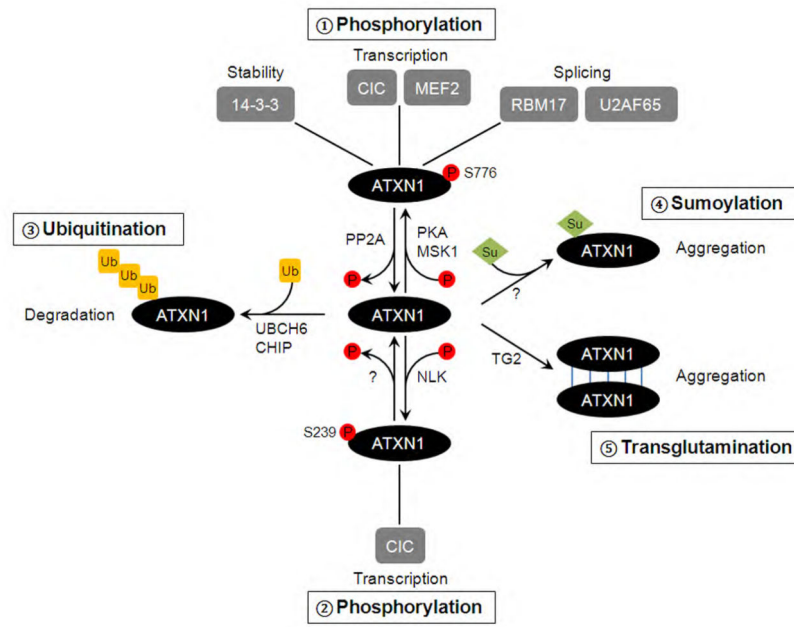 ① Phosphorylation
Transcription
Stability
Splicing
CIC
MEF2
14-3-3
RBM17
U2AF65
P
S776
ATXN1
④ Sumoylation
③ Ubiquitination
PP2A
PKA
MSK1
Su
Su
ATXN1
Aggregation
Ub
Ub
Ub
Ub
P
P
?
Degradation
ATXN1
UBCH6
CHIP
ATXN1
P
P
?
NLK
TG2
ATXN1
ATXN1
Aggregation
S239
P
ATXN1
⑤ Transglutamination
CIC
Transcription
② Phosphorylation